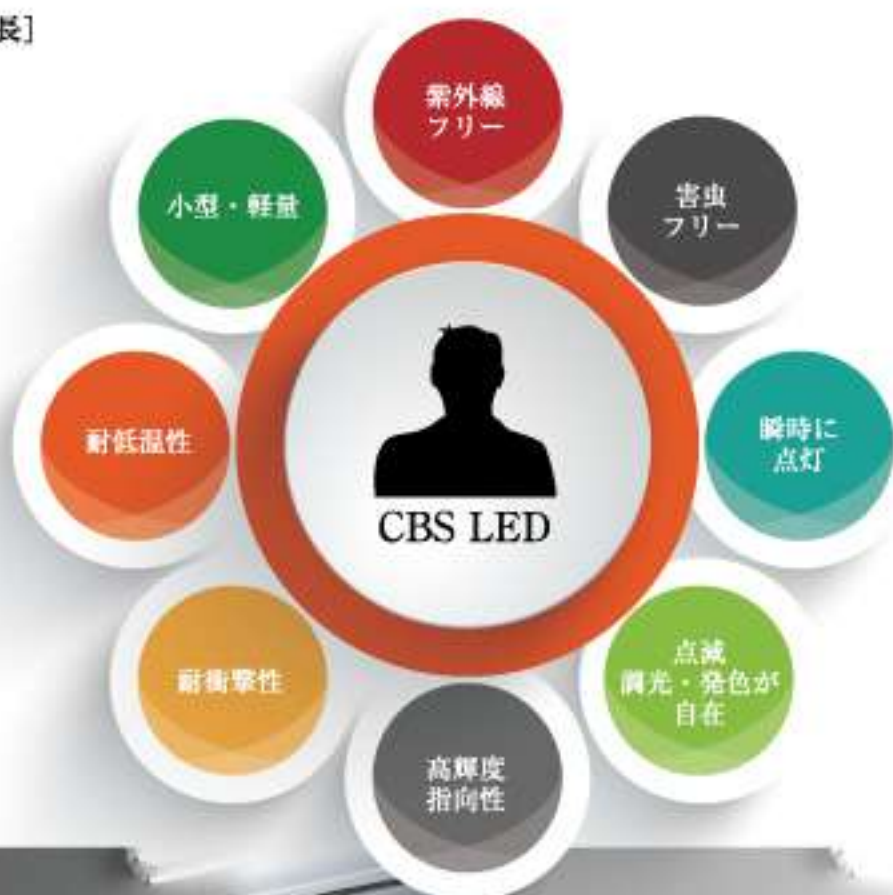 長]
紫外線
フリー
害虫
フリー
小型・軽量
瞬時に
点灯
耐低温性
CBS LED
点滅
調光・発色が
自在
耐衝撃性
高輝度
指向性